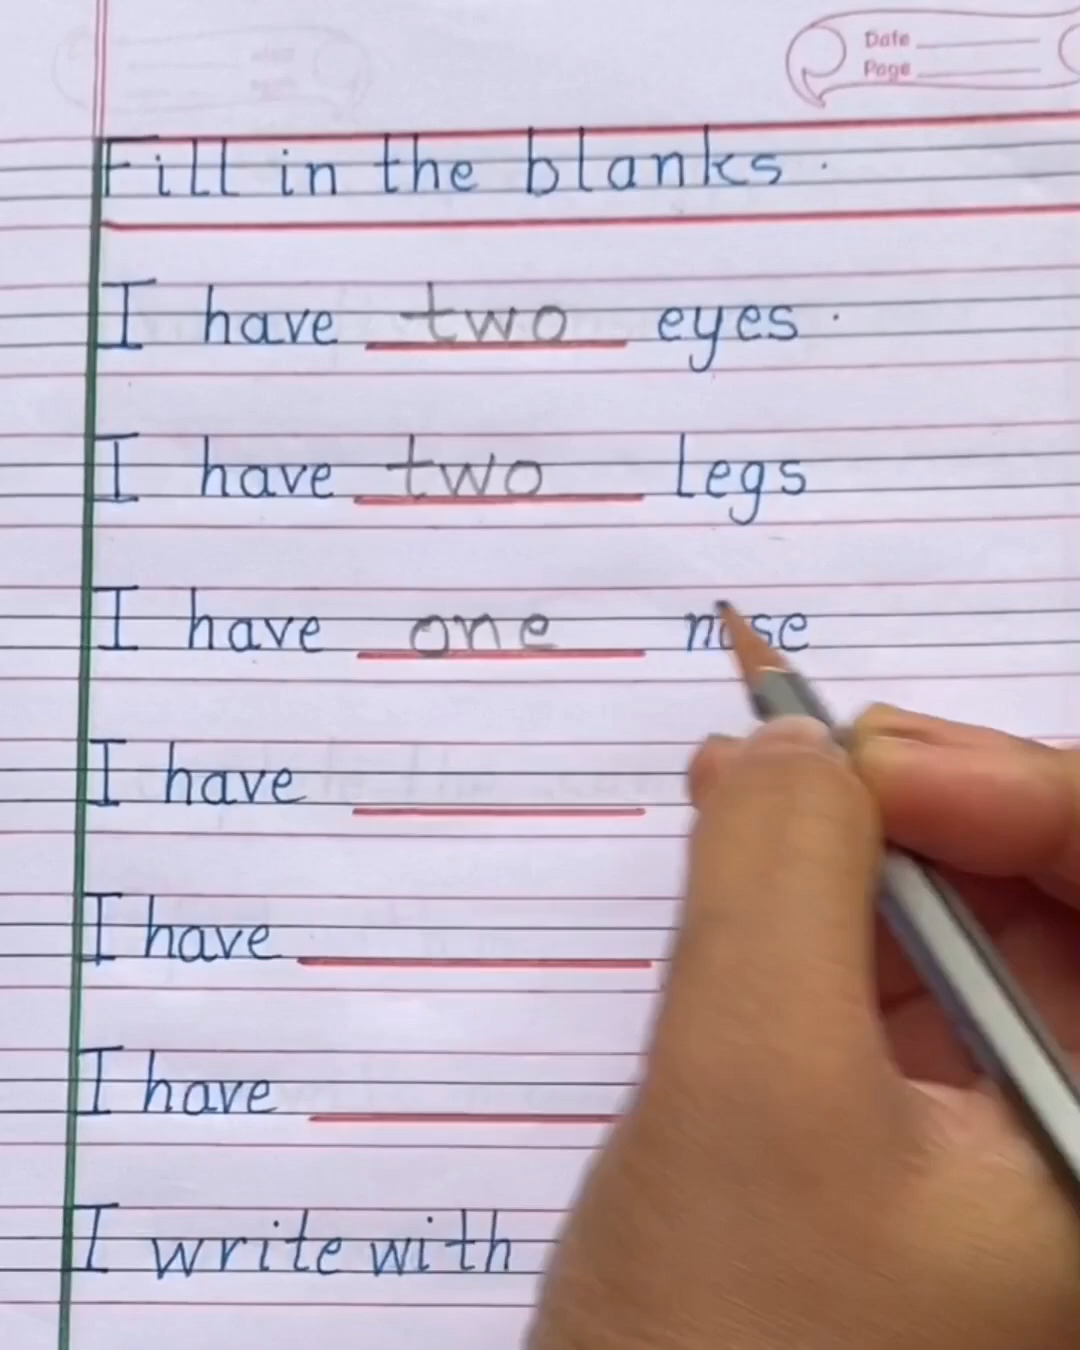 Date
Page
Fill in the blanks.
I have two eyes.
I have two Legs
I have one nose
I have
I have
I have
I write with